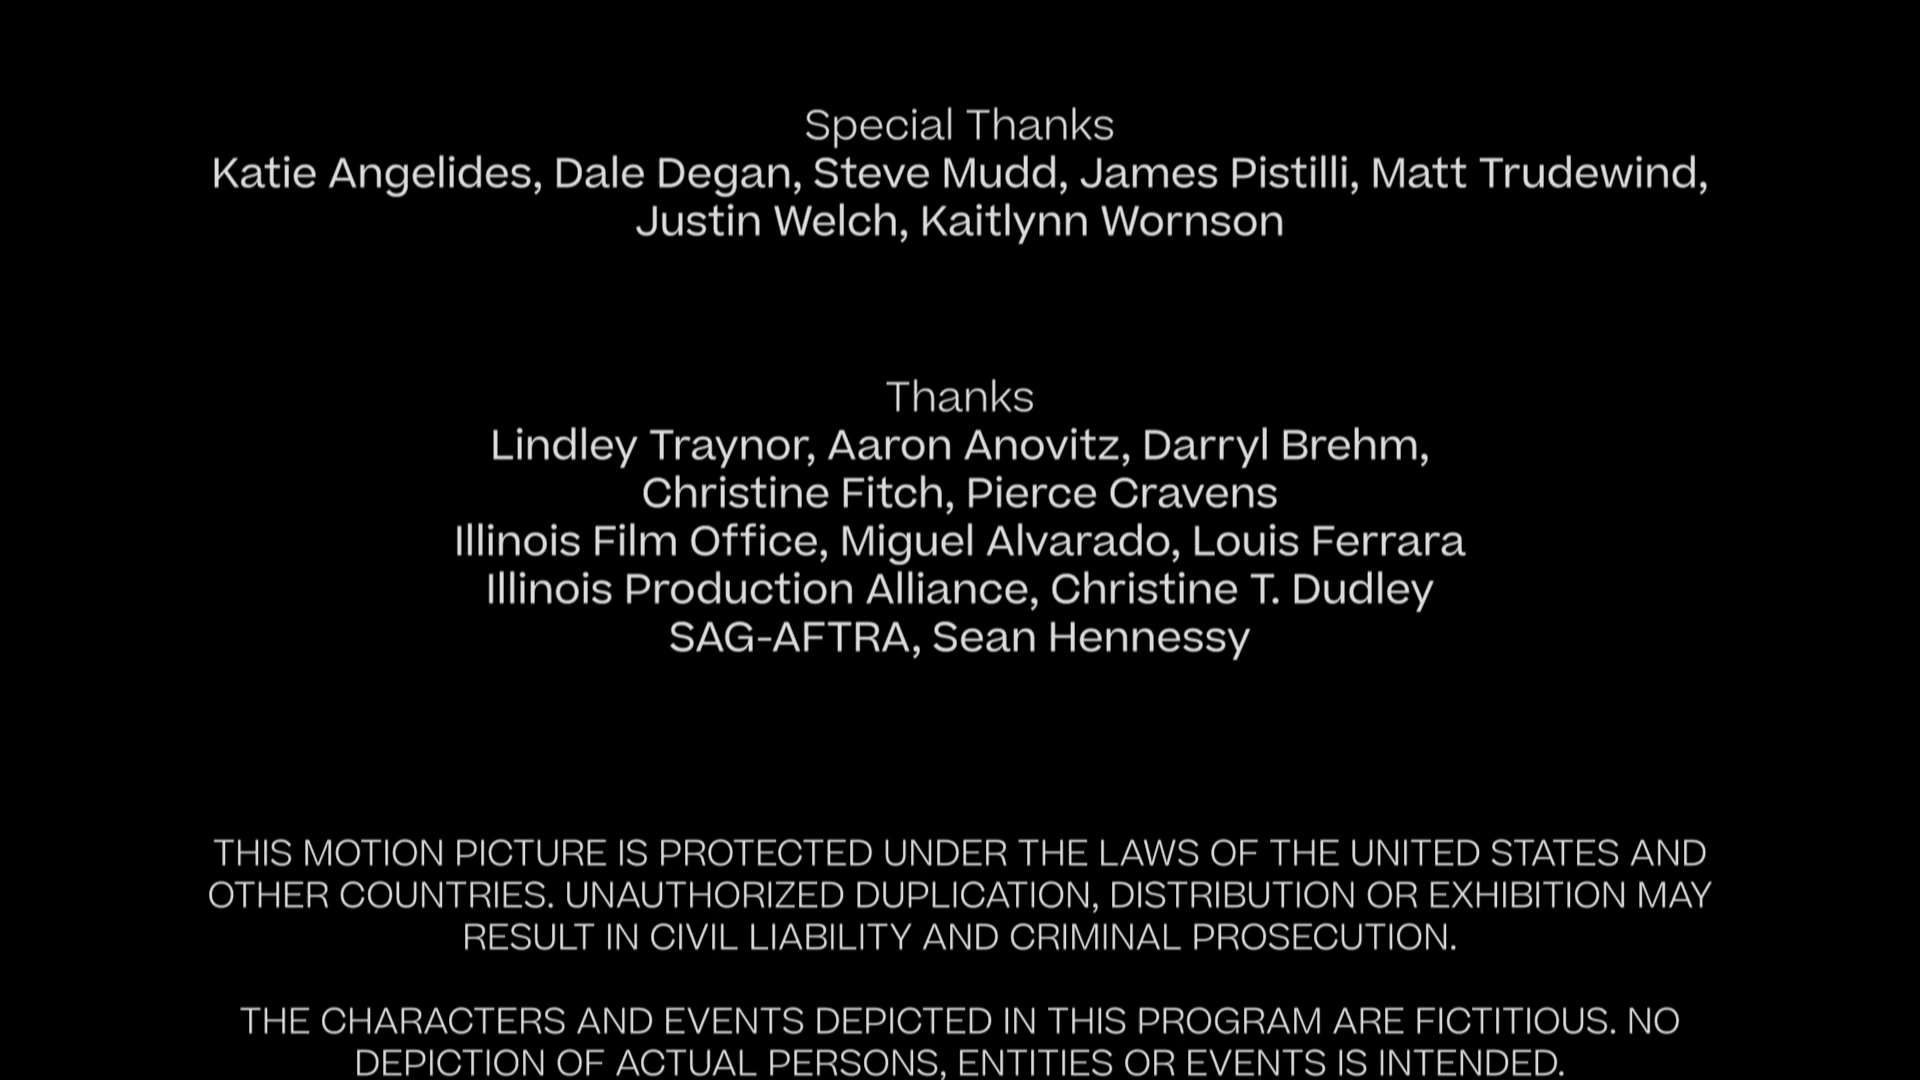 Special Thanks
Katie Angelides, Dale Degan, Steve Mudd, James Pistilli, Matt Trudewind,
Justin Welch, Kaitlynn Wornson
Thanks
Lindley Traynor, Aaron Anovitz, Darryl Brehm,
Christine Fitch, Pierce Cravens
Illinois Film Office, Miguel Alvarado, Louis Ferrara
Illinois Production Alliance, Christine T. Dudley
SAG-AFTRA, Sean Hennessy
THIS MOTION PICTURE IS PROTECTED UNDER THE LAWS OF THE UNITED STATES AND
OTHER COUNTRIES. UNAUTHORIZED DUPLICATION, DISTRIBUTION OR EXHIBITION MAY
RESULT IN CIVIL LIABILITY AND CRIMINAL PROSECUTION.
THE CHARACTERS AND EVENTS DEPICTED IN THIS PROGRAM ARE FICTITIOUS. NO
DEPICTION OF ACTUAL PERSONS, ENTITIES OR EVENTS IS INTENDED.